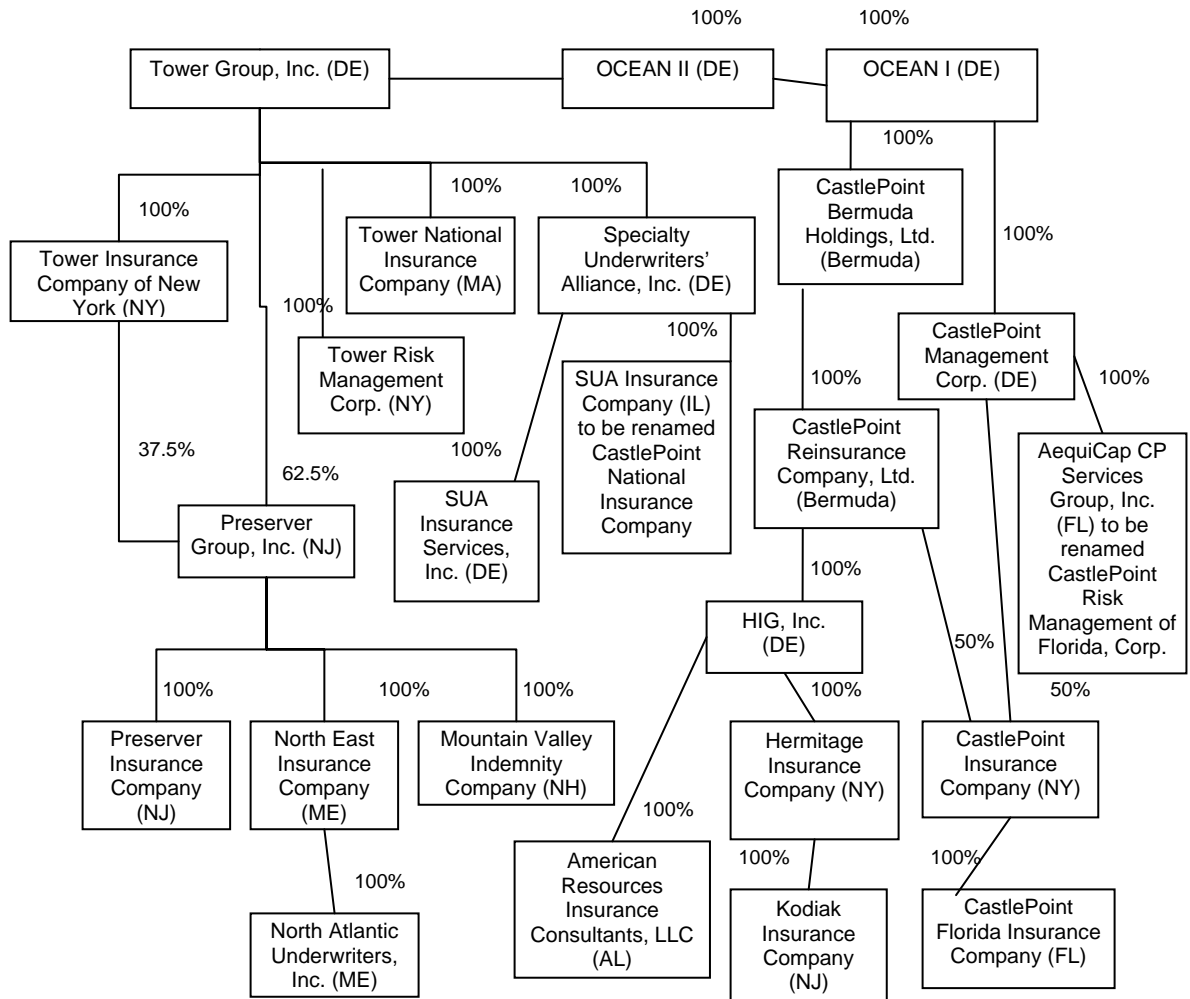 100%
100%
Tower Group, Inc. (DE)
OCEAN II (DE)
OCEAN I (DE)
100%
100%
100%
100%
100%
CastlePoint
Bermuda
Holdings, Ltd.
(Bermuda)
Tower Insurance
Company of New
York (NY)
Tower National
Insurance
Company (MA)
Specialty
Underwriters’
Alliance, Inc. (DE)
100%
100%
Tower Risk
Management
Corp. (NY)
100%
CastlePoint
Management
Corp. (DE)
SUA Insurance
Company (IL)
to be renamed
CastlePoint
National
Insurance
Company
100%
100%
37.5%
62.5%
100%
CastlePoint
Reinsurance
Company, Ltd.
(Bermuda)
AequiCap CP
Services
Group, Inc.
(FL) to be
renamed
CastlePoint
Risk
Management of
Florida, Corp.
Preserver
Group, Inc. (NJ)
SUA
Insurance
Services,
Inc. (DE)
100%
HIG, Inc.
(DE)
50%
50%
100%
100%
100%
100%
Preserver
Insurance
Company
(NJ)
North East
Insurance
Company
(ME)
Mountain Valley
Indemnity
Company (NH)
Hermitage
Insurance
Company (NY)
CastlePoint
Insurance
Company (NY)
100%
100%
100%
100%
North Atlantic
Underwriters,
Inc. (ME)
American
Resources
Insurance
Consultants, LLC
(AL)
Kodiak
Insurance
Company
(NJ)
CastlePoint
Florida Insurance
Company (FL)